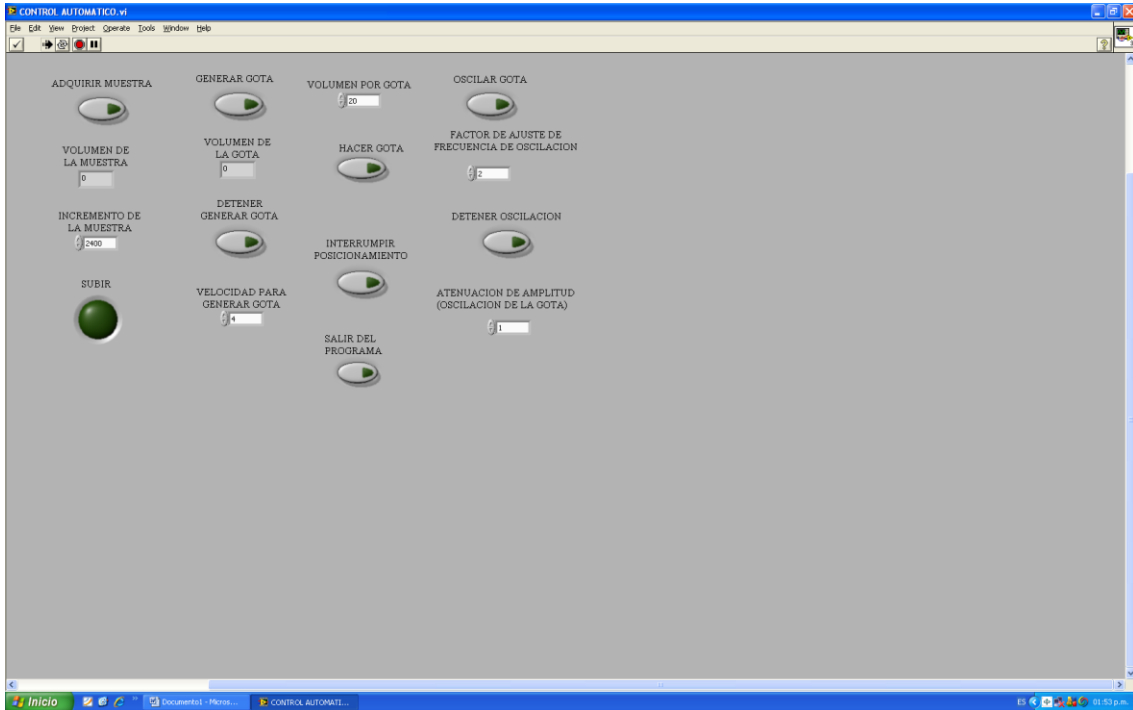 CONTROL AUTOMATICO.vi
File Edit View Project Operate Tools Window Help
ADQUIRIR MUESTRA
VOLUMEN DE
LA MUESTRA
0
INCREMENTO DE
LA MUESTRA
2400
SUBIR
GENERAR GOTA
VOLUMEN DE
LA GOTA
0
DETENER
GENERAR GOTA
VELOCIDAD PARA
GENERAR GOTA
4
VOLUMEN POR GOTA
20
HACER GOTA
INTERRUMPIR
POSICIONAMIENTO
SALIR DEL
PROGRAMA
OSCILAR GOTA
FACTOR DE AJUSTE DE
FRECUENCIA DE OSCILACION
2
DETENER OSCILACION
ATENUACION DE AMPLITUD
(OSCILACION DE LA GOTA)
1
Inicio
Documento1 - Micros...
CONTROL AUTOMATI...
ES
01:53 p.m.